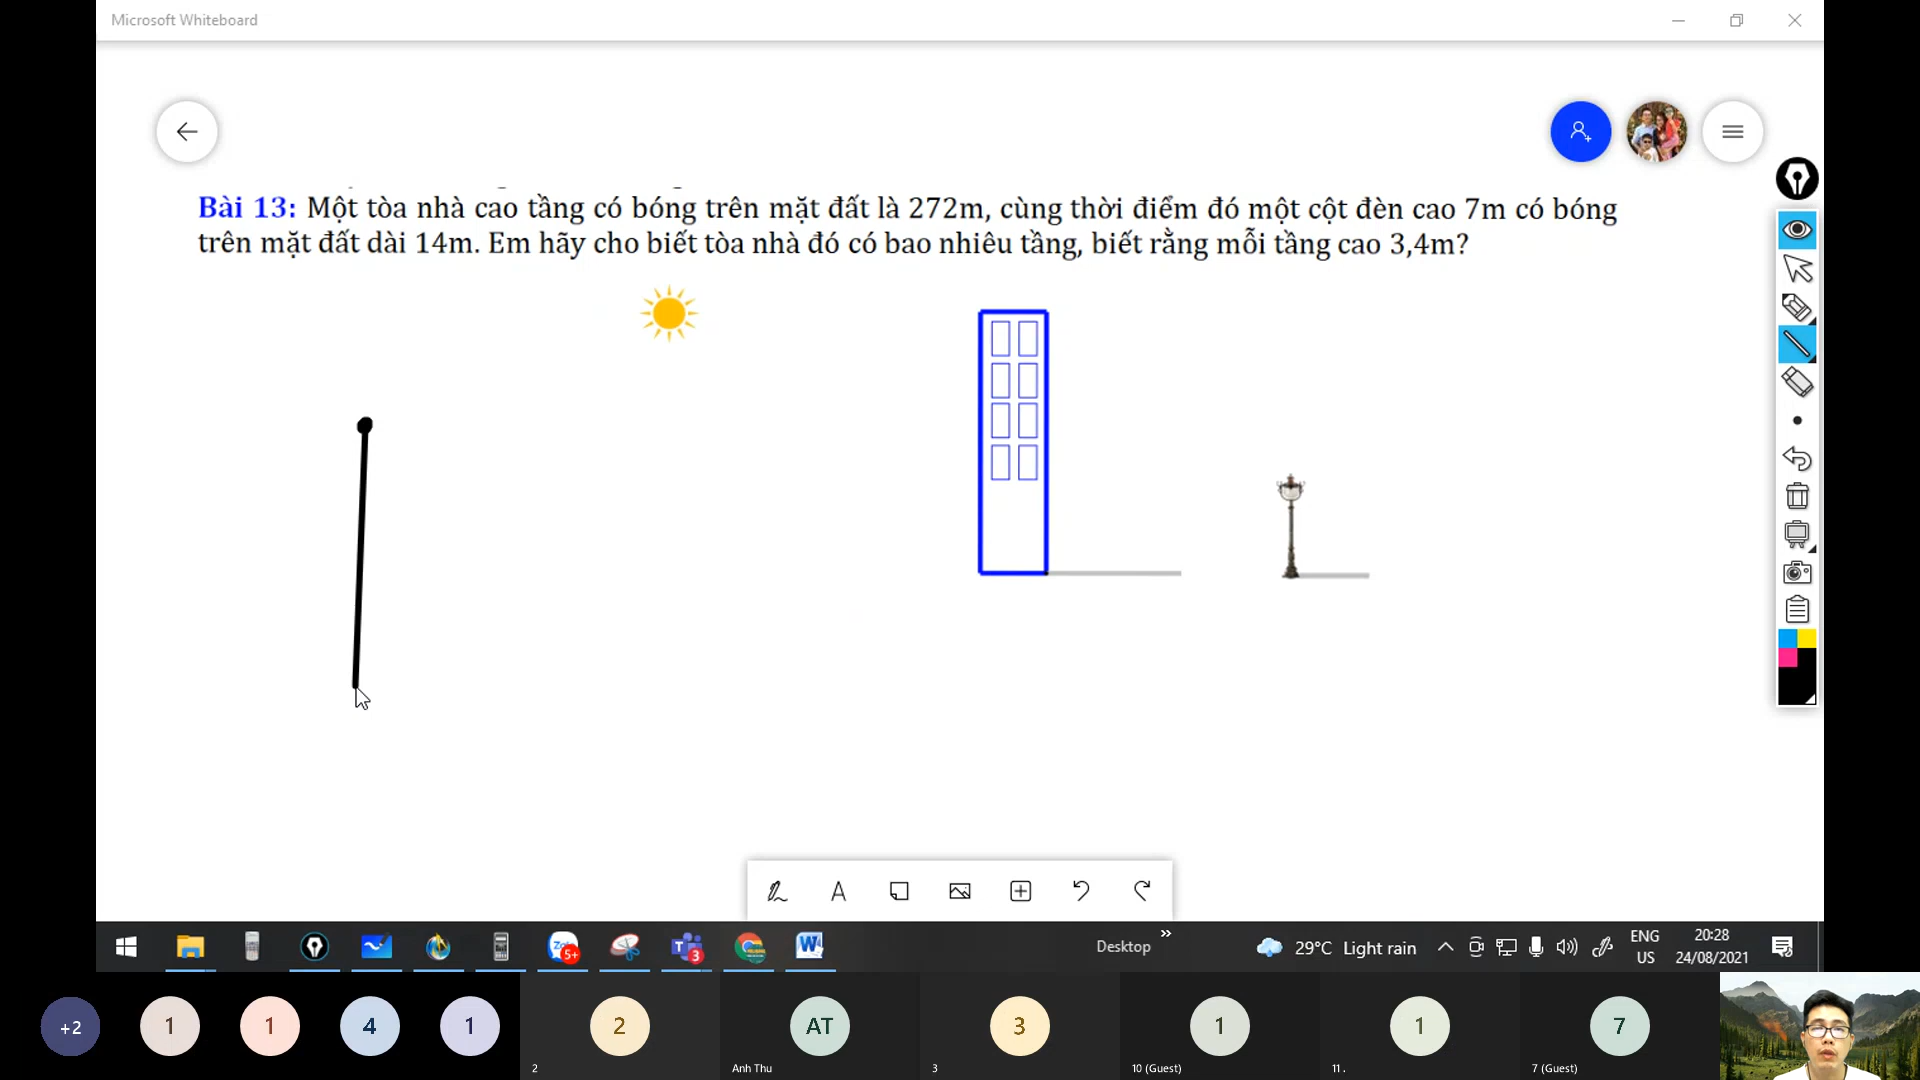 Microsoft Whiteboard
Bài 13: Một tòa nhà cao tầng có bóng trên mặt đất là 272m, cùng thời điểm đó một cột đèn cao 7m có bóng
trên mặt đất dài 14m. Em hãy cho biết tòa nhà đó có bao nhiêu tầng, biết rằng mỗi tầng cao 3,4m?
Zalo 5+
T 3
W
Desktop
29°C Light rain
ENG
US
20:28
24/08/2021
+2
1
1
4
1
2
AT
3
1
1
7
2
Anh Thu
3
10 (Guest)
11 .
7 (Guest)